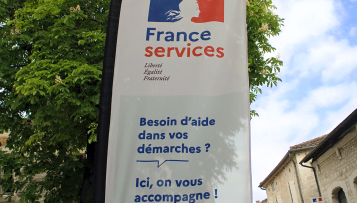 France
services
Liberté
Égalité
Fraternité
Besoin d'aide
dans vos
démarches ?
Ici, on vous
accompagne !